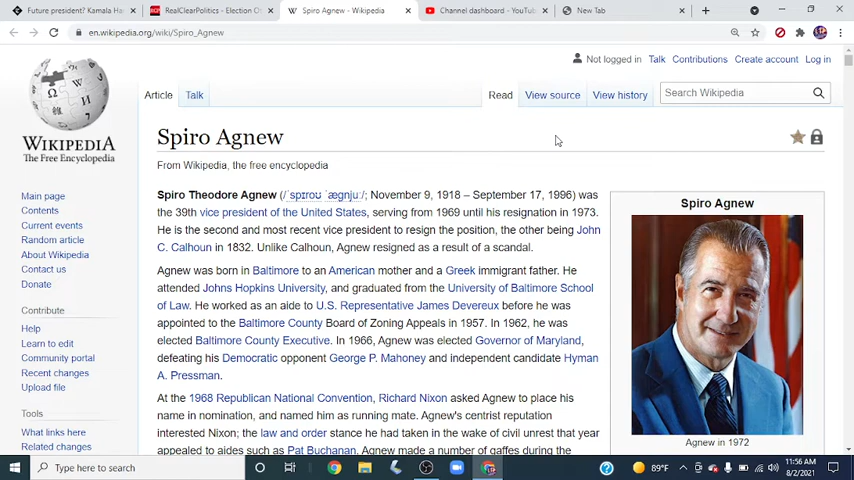 Future president? Kamala Ha
RealClearPolitics - Election Ch
Spiro Agnew - Wikipedia
Channel dashboard - YouTub
New Tab
en.wikipedia.org/wiki/Spiro_Agnew
Not logged in Talk Contributions Create account Log in
Article Talk Read View source View history Search Wikipedia
WIKIPEDIA
The Free Encyclopedia
Main page
Contents
Current events
Random article
About Wikipedia
Contact us
Donate
Contribute
Help
Learn to edit
Community portal
Recent changes
Upload file
Tools
What links here
Related changes
Spiro Agnew
From Wikipedia, the free encyclopedia
Spiro Theodore Agnew (/ˈspɪroʊ ˈæɡnjuː/; November 9, 1918 – September 17, 1996) was
the 39th vice president of the United States, serving from 1969 until his resignation in 1973.
He is the second and most recent vice president to resign the position, the other being John
C. Calhoun in 1832. Unlike Calhoun, Agnew resigned as a result of a scandal.
Agnew was born in Baltimore to an American mother and a Greek immigrant father. He
attended Johns Hopkins University, and graduated from the University of Baltimore School
of Law. He worked as an aide to U.S. Representative James Devereux before he was
appointed to the Baltimore County Board of Zoning Appeals in 1957. In 1962, he was
elected Baltimore County Executive. In 1966, Agnew was elected Governor of Maryland,
defeating his Democratic opponent George P. Mahoney and independent candidate Hyman
A. Pressman.
At the 1968 Republican National Convention, Richard Nixon asked Agnew to place his
name in nomination, and named him as running mate. Agnew's centrist reputation
interested Nixon; the law and order stance he had taken in the wake of civil unrest that year
appealed to aides such as Pat Buchanan. Agnew made a number of gaffes during the
Spiro Agnew
Agnew in 1972
Type here to search
89°F
11:56 AM
8/2/2021